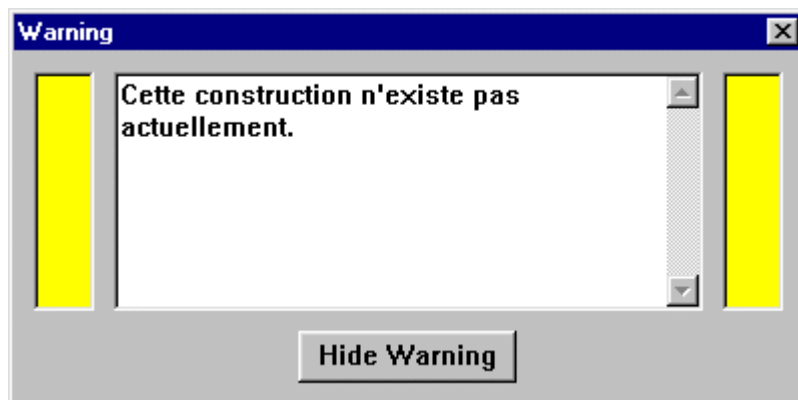 Warning
Cette construction n'existe pas
actuellement.
Hide Warning